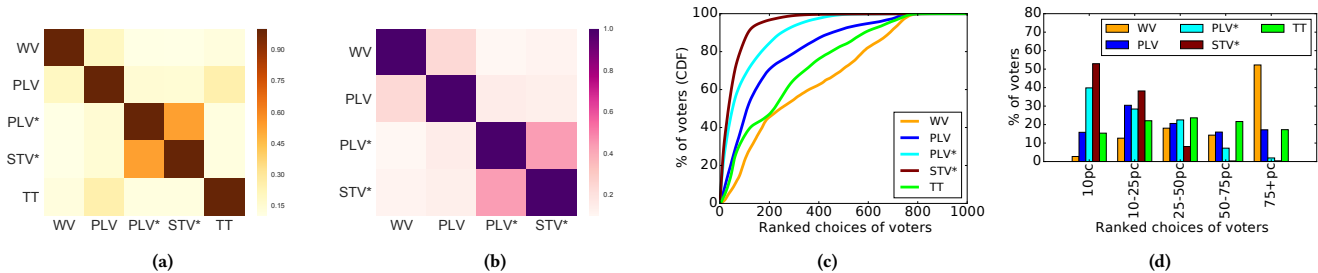 WV
PLV
PLV*
STV*
TT
WV PLV PLV* STV* TT
0.90
0.75
0.60
0.45
0.30
0.15
(a)
WV
PLV
PLV*
STV*
WV PLV PLV* STV*
1.0
0.8
0.6
0.4
0.2
(b)
% of voters (CDF)
100
80
60
40
20
0
WV
PLV
PLV*
STV*
TT
0 200 400 600 800 1000
Ranked choices of voters
(c)
% of voters
80
70
60
50
40
30
20
10
0
WV PLV* TT
PLV STV*
10pc
10-25pc
25-50pc
50-75pc
75+pc
Ranked choices of voters
(d)